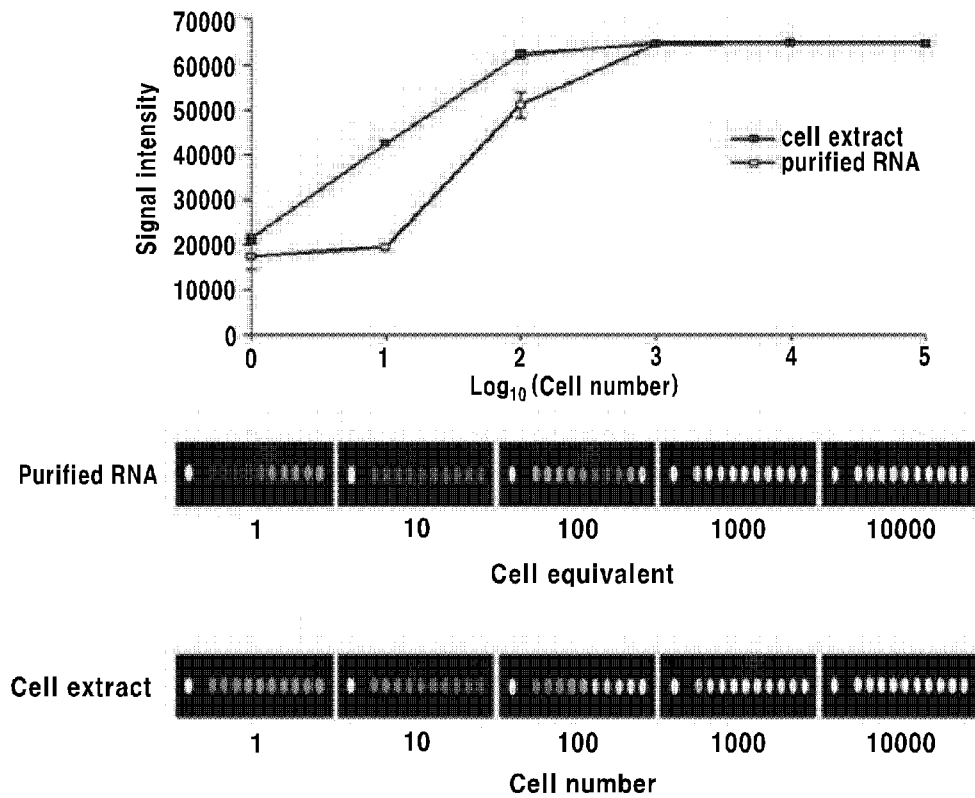 70000
60000
50000
40000
30000
20000
10000
0
Signal intensity
cell extract
purified RNA
0 1 2 3 4 5
Log10(Cell number)
Purified RNA
1 10 100 1000 10000
Cell equivalent
Cell extract
1 10 100 1000 10000
Cell number